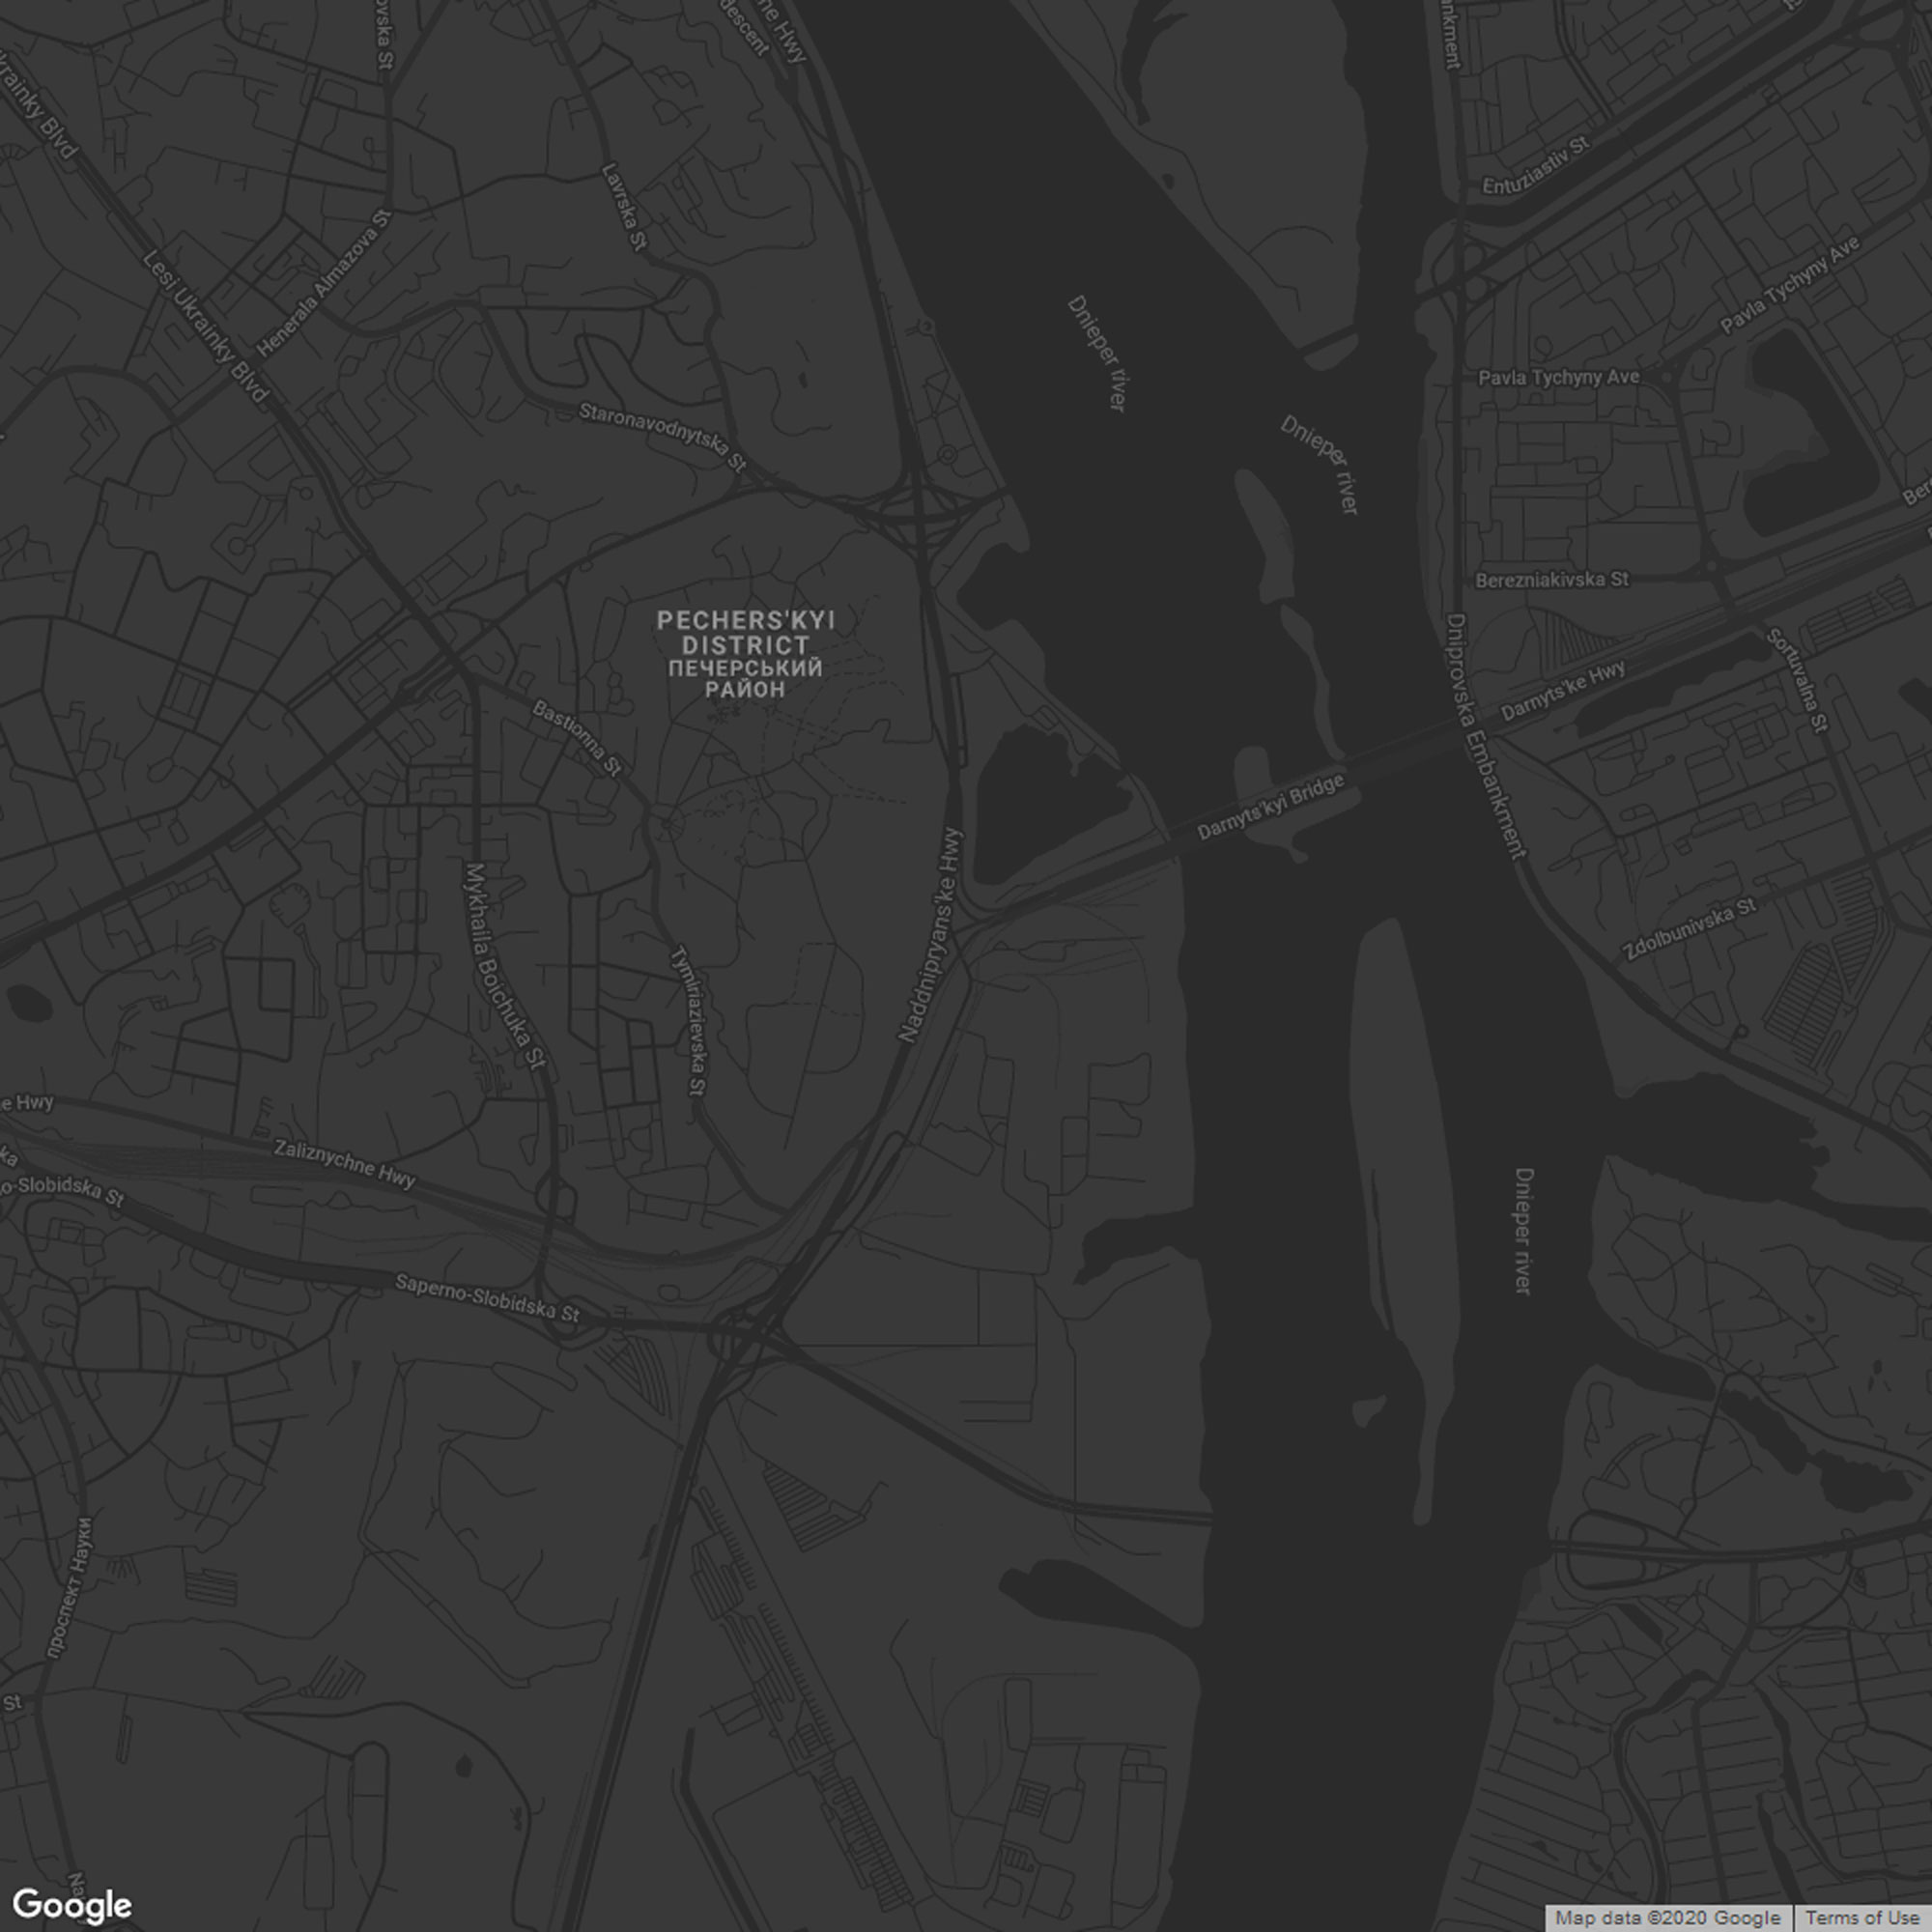 ovska St
descent
ne Hwy
nkment
krainky Blvd
Entuziastiv St
Lavrska St
Henerala Almazova St
Lesi Ukrainky Blvd
Pavla Tychyny Ave
Dnieper river
Pavla Tychyny Ave
Staronavodnytska St
Dnieper river
Ber
Berezniakivska St
PECHERS'KYI
DISTRICT
ПЕЧЕРСЬКИЙ
РАЙОН
Dniprovska Embankment
Sortuvalna St
Darnyts'ke Hwy
Bastionna St
Darnyts'kyi Bridge
Naddnipryans'ke Hwy
Mykhaila Boichuka St
Zdolbunivska St
Tymiriazievska St
e Hwy
Zaliznychne Hwy
ka
o-Slobidska St
Dnieper river
Saperno-Slobidska St
проспект Науки
St
Na
Google
Map data ©2020 Google
Terms of Use